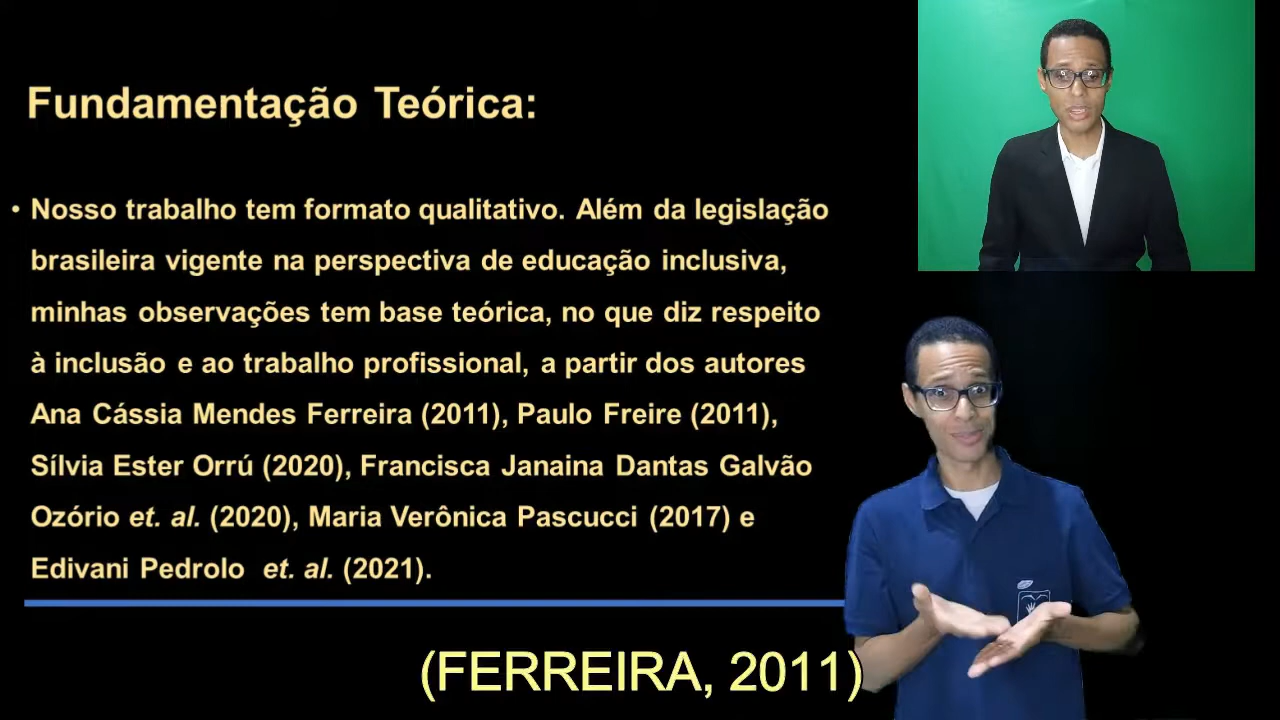 Fundamentação Teórica:
• Nosso trabalho tem formato qualitativo. Além da legislação
brasileira vigente na perspectiva de educação inclusiva,
minhas observações tem base teórica, no que diz respeito
à inclusão e ao trabalho profissional, a partir dos autores
Ana Cássia Mendes Ferreira (2011), Paulo Freire (2011),
Sílvia Ester Orrú (2020), Francisca Janaina Dantas Galvão
Ozório et. al. (2020), Maria Verônica Pascucci (2017) e
Edivani Pedrolo et. al. (2021).
(FERREIRA, 2011)